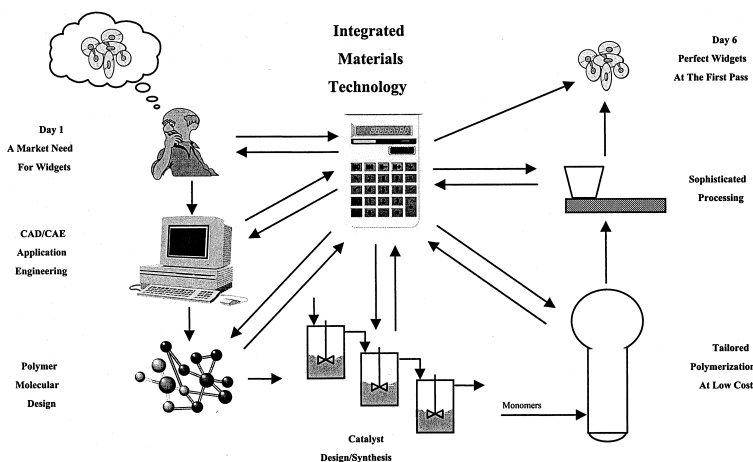 Integrated
Materials
Technology
Day 6
Perfect Widgets
At The First Pass
Day 1
A Market Need
For Widgets
Sophisticated
Processing
CAD/CAE
Application
Engineering
Polymer
Molecular
Design
Tailored
Polymerization
At Low Cost
Monomers
Catalyst
Design/Synthesis